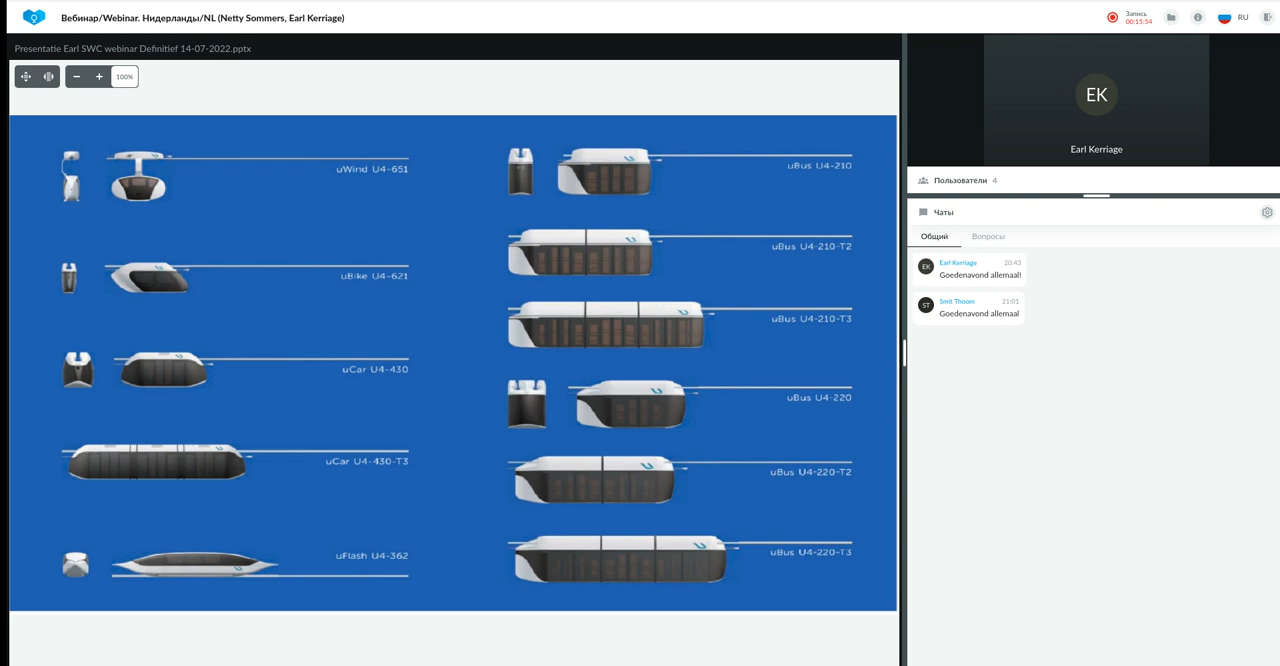 Вебинар/Webinar. Нидерланды/NL (Netty Sommers, Earl Kerriage)
Запись
00:15:54
RU
Presentatie Earl SWC webinar Definitief 14-07-2022.pptx
100%
uWind U4-651
uBike U4-621
uCar U4-430
uCar U4-430-T3
uFlash U4-362
uBus U4-210
uBus U4-210-T2
uBus U4-210-T3
uBus U4-220
uBus U4-220-T2
uBus U4-220-T3
EK
Earl Kerriage
Пользователи 4
Чаты
Общий Вопросы
EK Earl Kerriage 20:43
Goedenavond allemaal!
ST Smit Thoom 21:01
Goedenavond allemaal